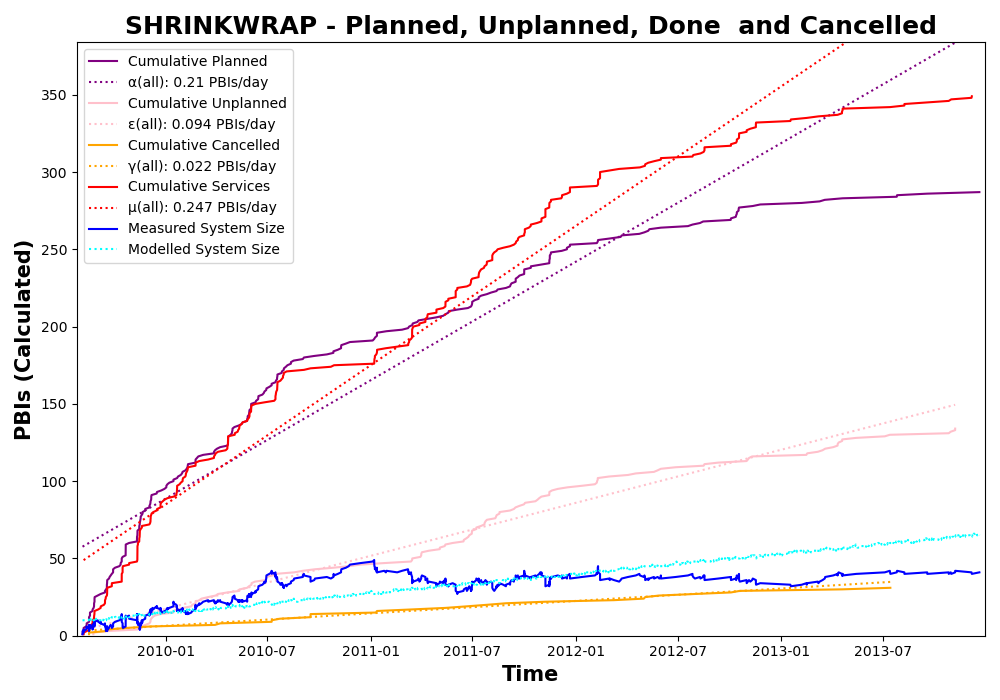 SHRINKWRAP - Planned, Unplanned, Done  and Cancelled
Cumulative Planned
α(all): 0.21 PBIs/day
Cumulative Unplanned
ε(all): 0.094 PBIs/day
Cumulative Cancelled
γ(all): 0.022 PBIs/day
Cumulative Services
μ(all): 0.247 PBIs/day
Measured System Size
Modelled System Size
PBIs (Calculated)
350
300
250
200
150
100
50
0
2010-01 2010-07 2011-01 2011-07 2012-01 2012-07 2013-01 2013-07
Time